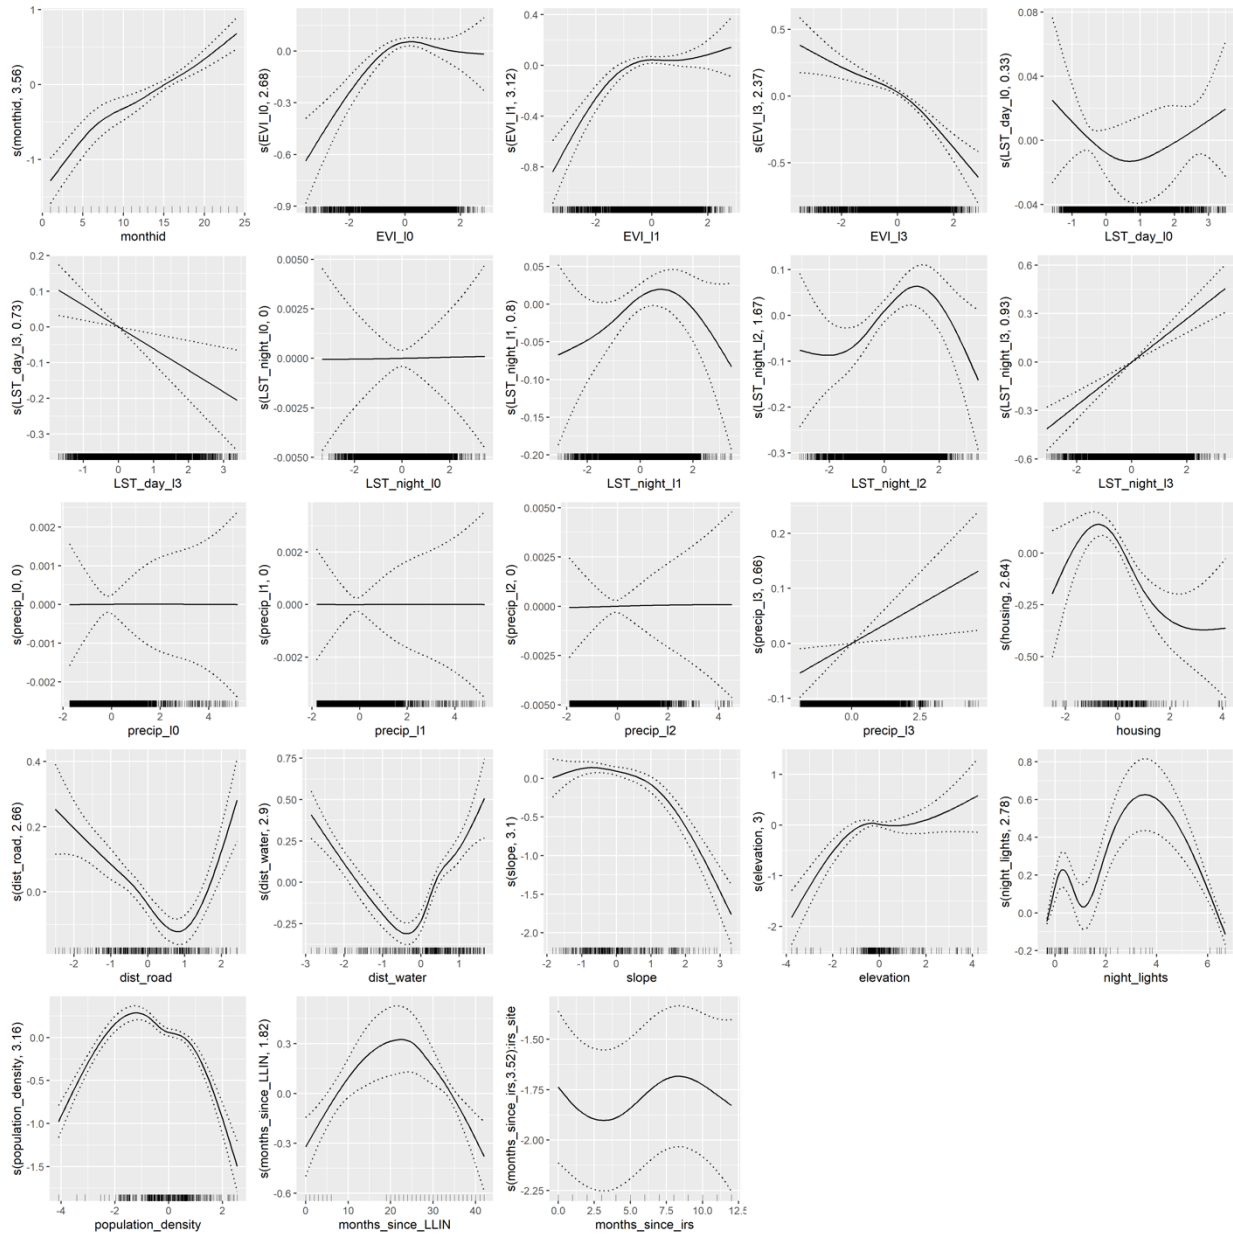 s(monthid, 3.56)
1
0
-1
0 5 10 15 20 25
monthid
s(EVI_l0, 2.68)
0.0
-0.3
-0.6
-0.9
-2 0 2
EVI_l0
s(EVI_l1, 3.12)
0.4
0.0
-0.4
-0.8
-2 0 2
EVI_l1
s(EVI_l3, 2.37)
0.5
0.0
-0.5
-2 0 2
EVI_l3
s(LST_day_l0, 0.33)
0.08
0.04
0.00
-0.04
-1 0 1 2 3
LST_day_l0
s(LST_day_l3, 0.73)
0.2
0.1
0.0
-0.1
-0.2
-0.3
-1 0 1 2 3
LST_day_l3
s(LST_night_l0, 0)
0.0050
0.0025
0.0000
-0.0025
-0.0050
-2 0 2
LST_night_l0
s(LST_night_l1, 0.8)
0.05
0.00
-0.05
-0.10
-0.15
-0.20
-2 0 2
LST_night_l1
s(LST_night_l2, 1.67)
0.1
0.0
-0.1
-0.2
-0.3
-2 0 2
LST_night_l2
s(LST_night_l3, 0.93)
0.6
0.3
0.0
-0.3
-0.6
-2 0 2
LST_night_l3
s(precip_l0, 0)
0.002
0.001
0.000
-0.001
-0.002
-2 0 2 4
precip_l0
s(precip_l1, 0)
0.002
0.000
-0.002
-2 0 2 4
precip_l1
s(precip_l2, 0)
0.0050
0.0025
0.0000
-0.0025
-0.0050
-2 0 2 4
precip_l2
s(precip_l3, 0.66)
0.2
0.1
0.0
-0.1
0.0 2.5
precip_l3
s(housing, 2.64)
0.00
-0.25
-0.50
-2 0 2 4
housing
s(dist_road, 2.66)
0.4
0.2
0.0
-2 -1 0 1 2
dist_road
s(dist_water, 2.9)
0.75
0.50
0.25
0.00
-0.25
-3 -2 -1 0 1
dist_water
s(slope, 3.1)
0.0
-0.5
-1.0
-1.5
-2.0
-2 -1 0 1 2 3
slope
s(elevation, 3)
1
0
-1
-2
-4 -2 0 2 4
elevation
s(night_lights, 2.78)
0.8
0.6
0.4
0.2
0.0
-0.2
0 2 4 6
night_lights
s(population_density, 3.16)
0.0
-0.5
-1.0
-1.5
-4 -2 0 2
population_density
s(months_since_LLIN, 1.82)
0.3
0.0
-0.3
-0.6
0 10 20 30 40
months_since_LLIN
s(months_since_irs,3.52):irs_site
-1.50
-1.75
-2.00
-2.25
0.0 2.5 5.0 7.5 10.0 12.5
months_since_irs